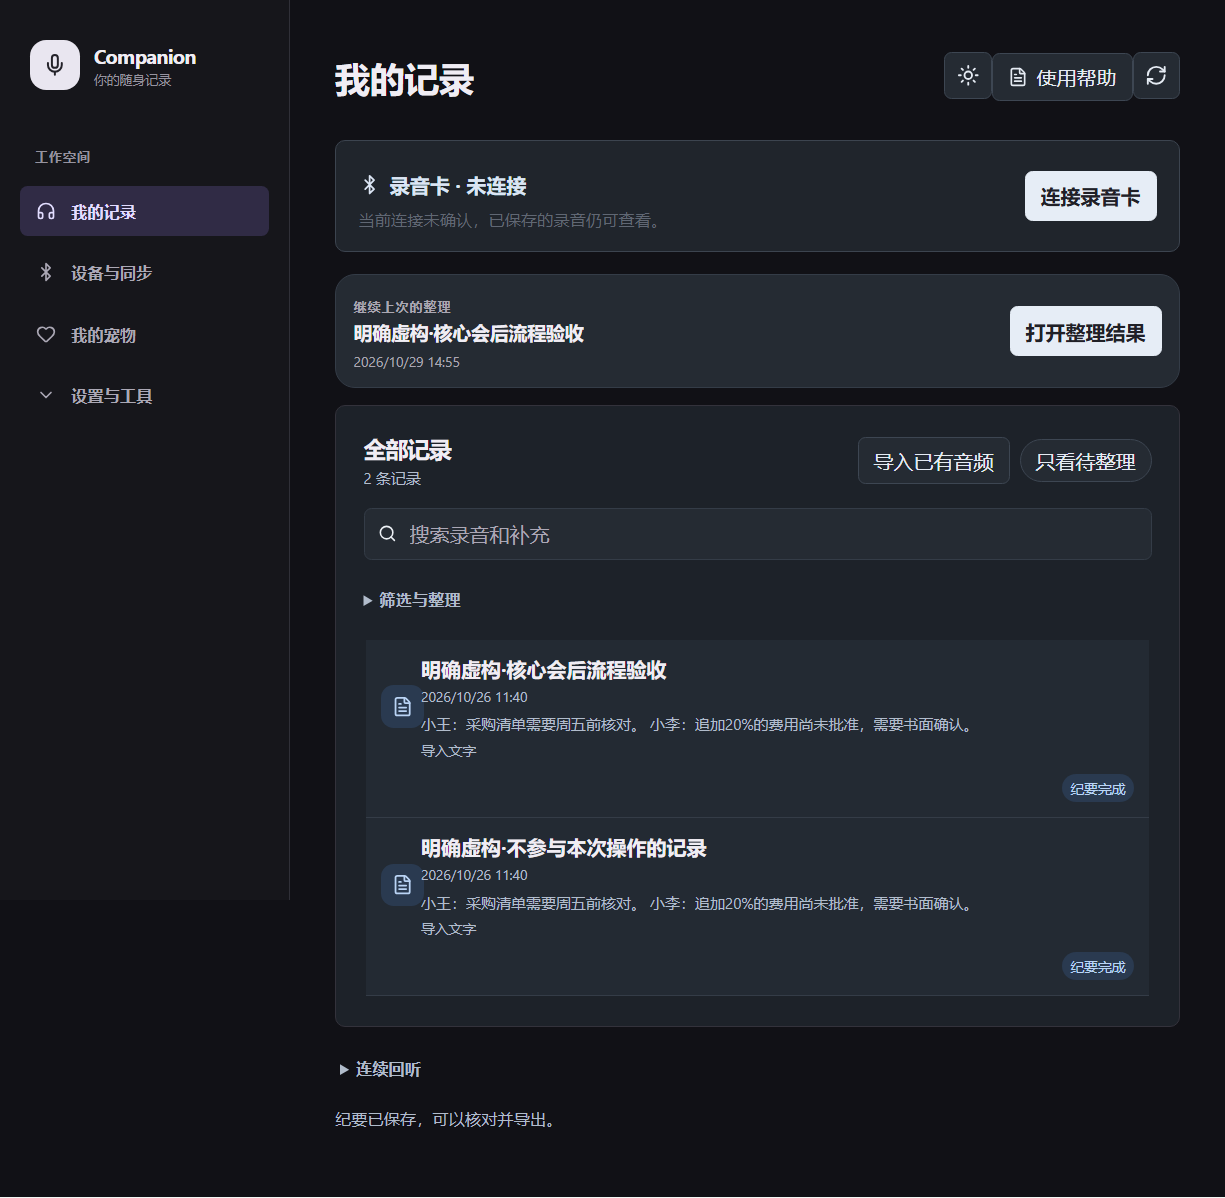 Companion
你的随身记录
工作空间
我的记录
设备与同步
我的宠物
设置与工具
我的记录
使用帮助
录音卡 · 未连接
当前连接未确认，已保存的录音仍可查看。
连接录音卡
继续上次的整理
明确虚构·核心会后流程验收
2026/10/29 14:55
打开整理结果
全部记录
2 条记录
导入已有音频
只看待整理
搜索录音和补充
筛选与整理
明确虚构·核心会后流程验收
2026/10/26 11:40
小王：采购清单需要周五前核对。 小李：追加20%的费用尚未批准，需要书面确认。
导入文字
纪要完成
明确虚构·不参与本次操作的记录
2026/10/26 11:40
小王：采购清单需要周五前核对。 小李：追加20%的费用尚未批准，需要书面确认。
导入文字
纪要完成
连续回听
纪要已保存，可以核对并导出。